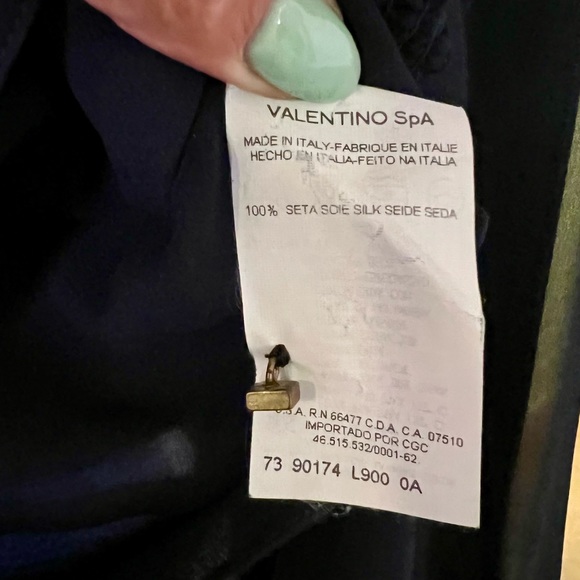 VALENTINO SpA
MADE IN ITALY-FABRIQUE EN ITALIE
HECHO EN ITALIA-FEITO NA ITALIA
100% SETA SOIE SILK SEIDE SEDA
A. R.N 66477 C.D.A. C.A. 07510
IMPORTADO POR CGC
46.515.532/0001-62
73 90174 L900 0A